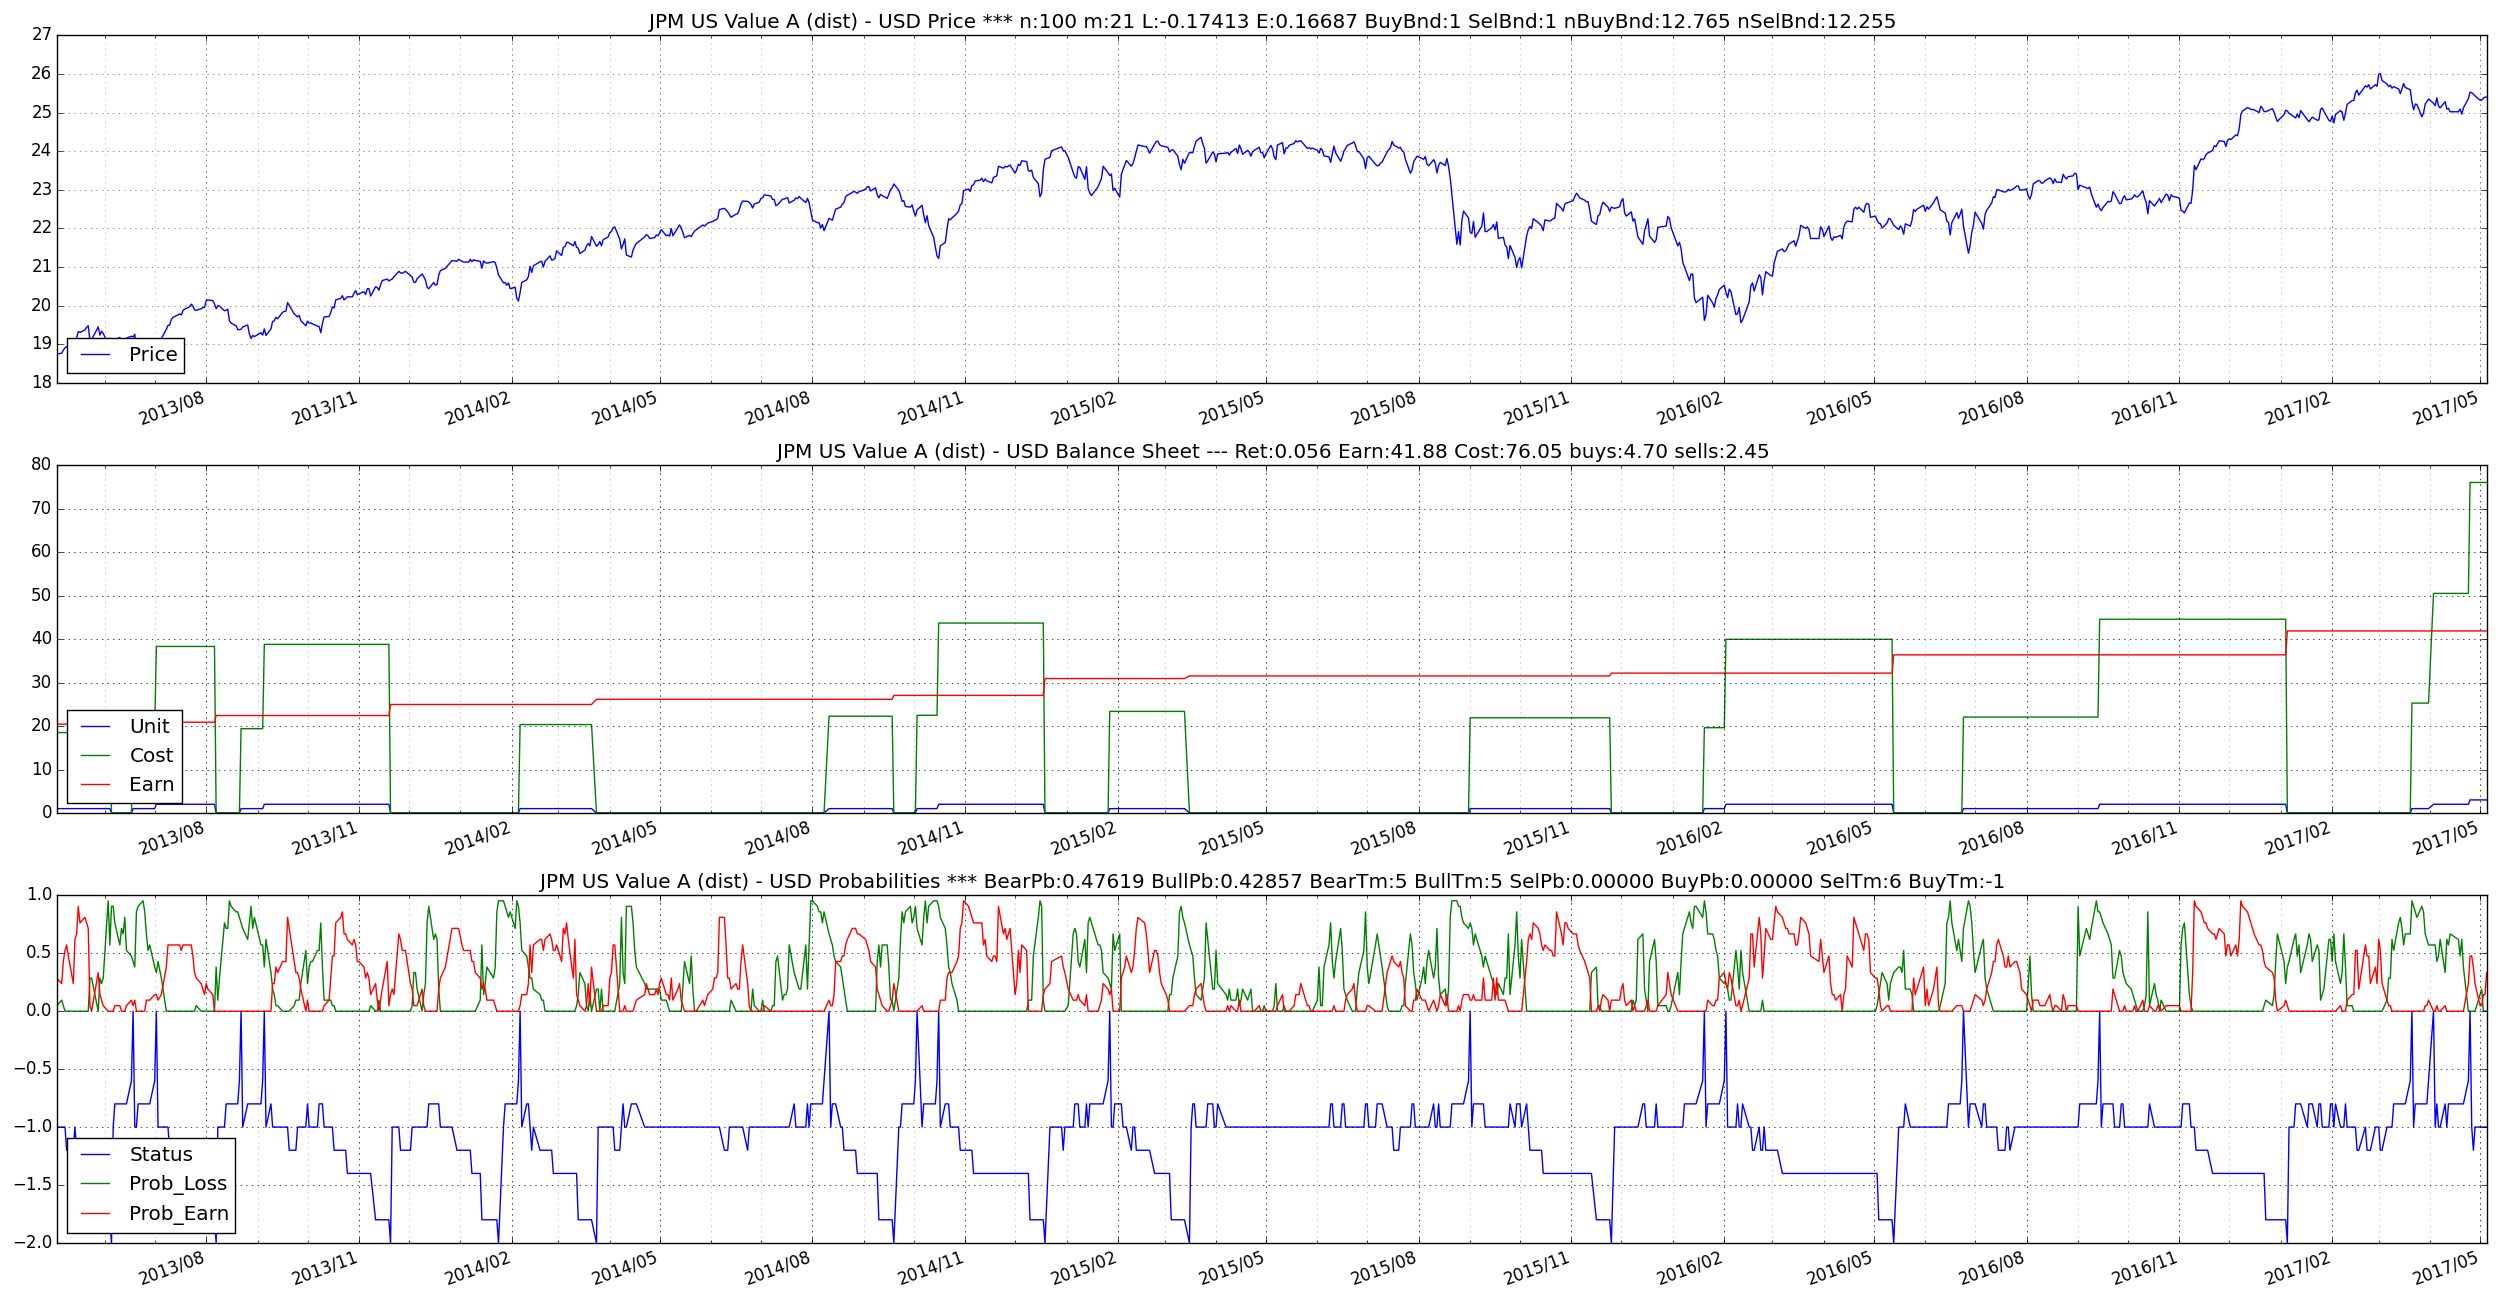 JPM US Value A (dist) - USD Price *** n:100 m:21 L:-0.17413 E:0.16687 BuyBnd:1 SelBnd:1 nBuyBnd:12.765 nSelBnd:12.255
27
26
25
24
23
22
21
20
19
18
Price
2013/08 2013/11 2014/02 2014/05 2014/08 2014/11 2015/02 2015/05 2015/08 2015/11 2016/02 2016/05 2016/08 2016/11 2017/02 2017/05
JPM US Value A (dist) - USD Balance Sheet --- Ret:0.056 Earn:41.88 Cost:76.05 buys:4.70 sells:2.45
80
70
60
50
40
30
20
10
0
Unit
Cost
Earn
2013/08 2013/11 2014/02 2014/05 2014/08 2014/11 2015/02 2015/05 2015/08 2015/11 2016/02 2016/05 2016/08 2016/11 2017/02 2017/05
JPM US Value A (dist) - USD Probabilities *** BearPb:0.47619 BullPb:0.42857 BearTm:5 BullTm:5 SelPb:0.00000 BuyPb:0.00000 SelTm:6 BuyTm:-1
1.0
0.5
0.0
−0.5
−1.0
−1.5
−2.0
Status
Prob_Loss
Prob_Earn
2013/08 2013/11 2014/02 2014/05 2014/08 2014/11 2015/02 2015/05 2015/08 2015/11 2016/02 2016/05 2016/08 2016/11 2017/02 2017/05